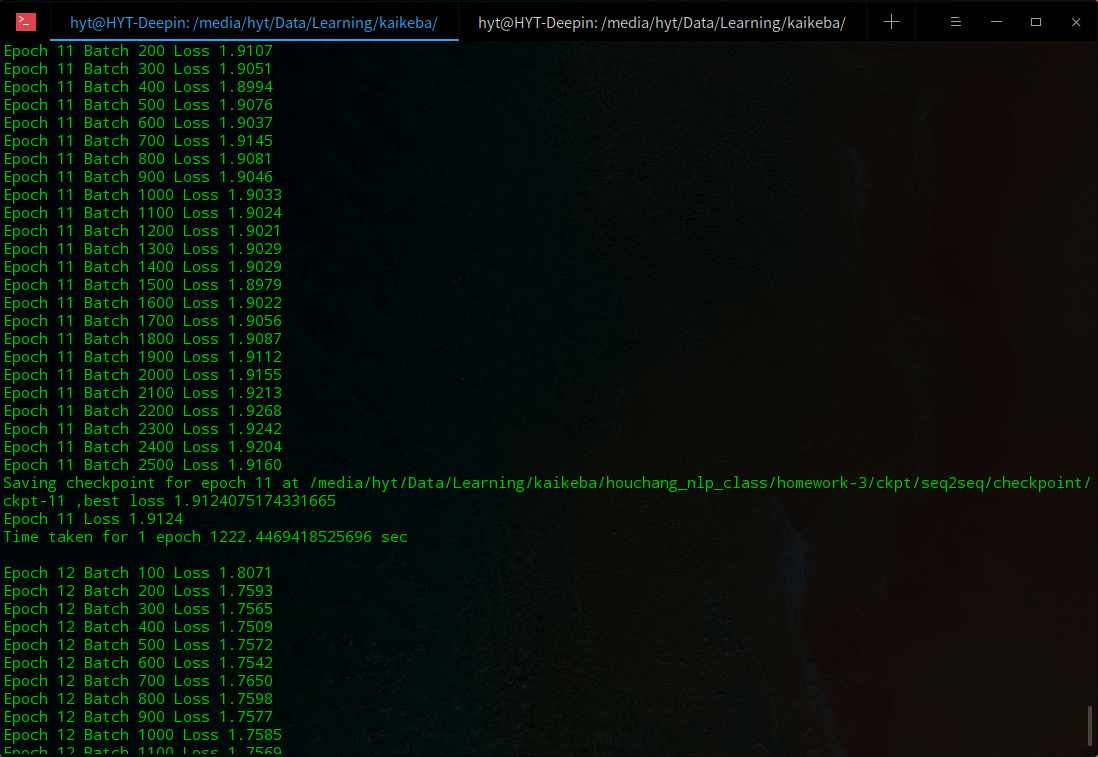 hyt@HYT-Deepin: /media/hyt/Data/Learning/kaikeba/
hyt@HYT-Deepin: /media/hyt/Data/Learning/kaikeba/
Epoch 11 Batch 200 Loss 1.9107
Epoch 11 Batch 300 Loss 1.9051
Epoch 11 Batch 400 Loss 1.8994
Epoch 11 Batch 500 Loss 1.9076
Epoch 11 Batch 600 Loss 1.9037
Epoch 11 Batch 700 Loss 1.9145
Epoch 11 Batch 800 Loss 1.9081
Epoch 11 Batch 900 Loss 1.9046
Epoch 11 Batch 1000 Loss 1.9033
Epoch 11 Batch 1100 Loss 1.9024
Epoch 11 Batch 1200 Loss 1.9021
Epoch 11 Batch 1300 Loss 1.9029
Epoch 11 Batch 1400 Loss 1.9029
Epoch 11 Batch 1500 Loss 1.8979
Epoch 11 Batch 1600 Loss 1.9022
Epoch 11 Batch 1700 Loss 1.9056
Epoch 11 Batch 1800 Loss 1.9087
Epoch 11 Batch 1900 Loss 1.9112
Epoch 11 Batch 2000 Loss 1.9155
Epoch 11 Batch 2100 Loss 1.9213
Epoch 11 Batch 2200 Loss 1.9268
Epoch 11 Batch 2300 Loss 1.9242
Epoch 11 Batch 2400 Loss 1.9204
Epoch 11 Batch 2500 Loss 1.9160
Saving checkpoint for epoch 11 at /media/hyt/Data/Learning/kaikeba/houchang_nlp_class/homework-3/ckpt/seq2seq/checkpoint/
ckpt-11 ,best loss 1.9124075174331665
Epoch 11 Loss 1.9124
Time taken for 1 epoch 1222.4469418525696 sec
Epoch 12 Batch 100 Loss 1.8071
Epoch 12 Batch 200 Loss 1.7593
Epoch 12 Batch 300 Loss 1.7565
Epoch 12 Batch 400 Loss 1.7509
Epoch 12 Batch 500 Loss 1.7572
Epoch 12 Batch 600 Loss 1.7542
Epoch 12 Batch 700 Loss 1.7650
Epoch 12 Batch 800 Loss 1.7598
Epoch 12 Batch 900 Loss 1.7577
Epoch 12 Batch 1000 Loss 1.7585
Epoch 12 Batch 1100 Loss 1.7569